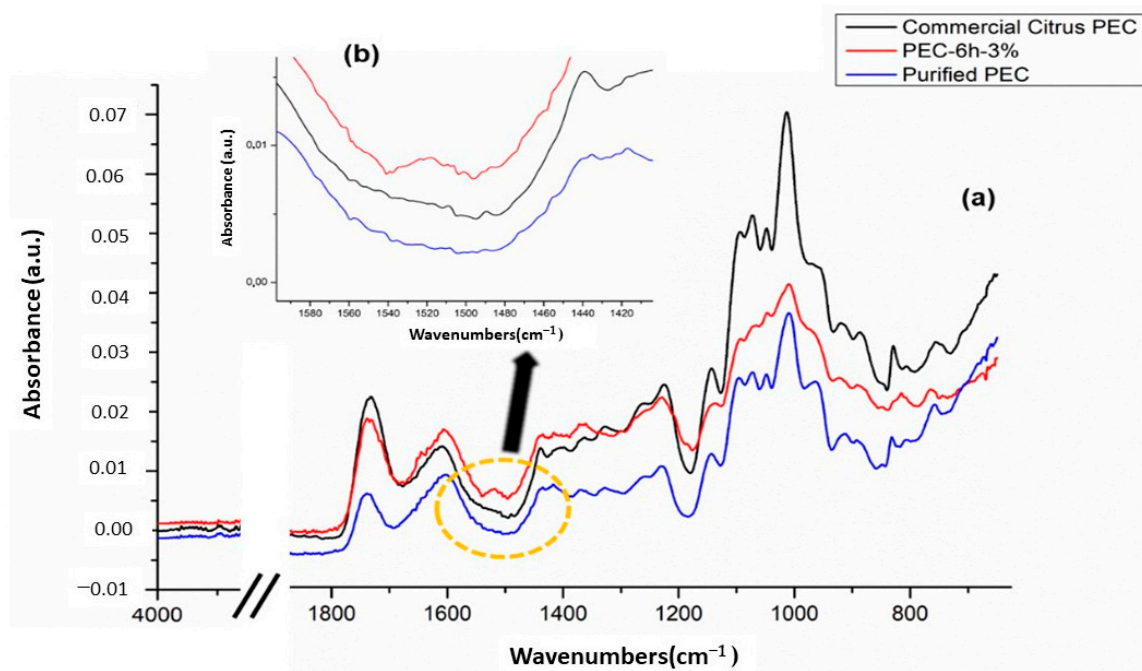 Commercial Citrus PEC
PEC-6h-3%
Purified PEC
(b)
0,01
0,00
Absorbance (a.u.)
1580 1560 1540 1520 1500 1480 1460 1440 1420
Wavenumbers(cm⁻¹)
(a)
0.07
0.06
0.05
0.04
0.03
0.02
0.01
0.00
−0.01
Absorbance (a.u.)
4000 1800 1600 1400 1200 1000 800
Wavenumbers(cm⁻¹)